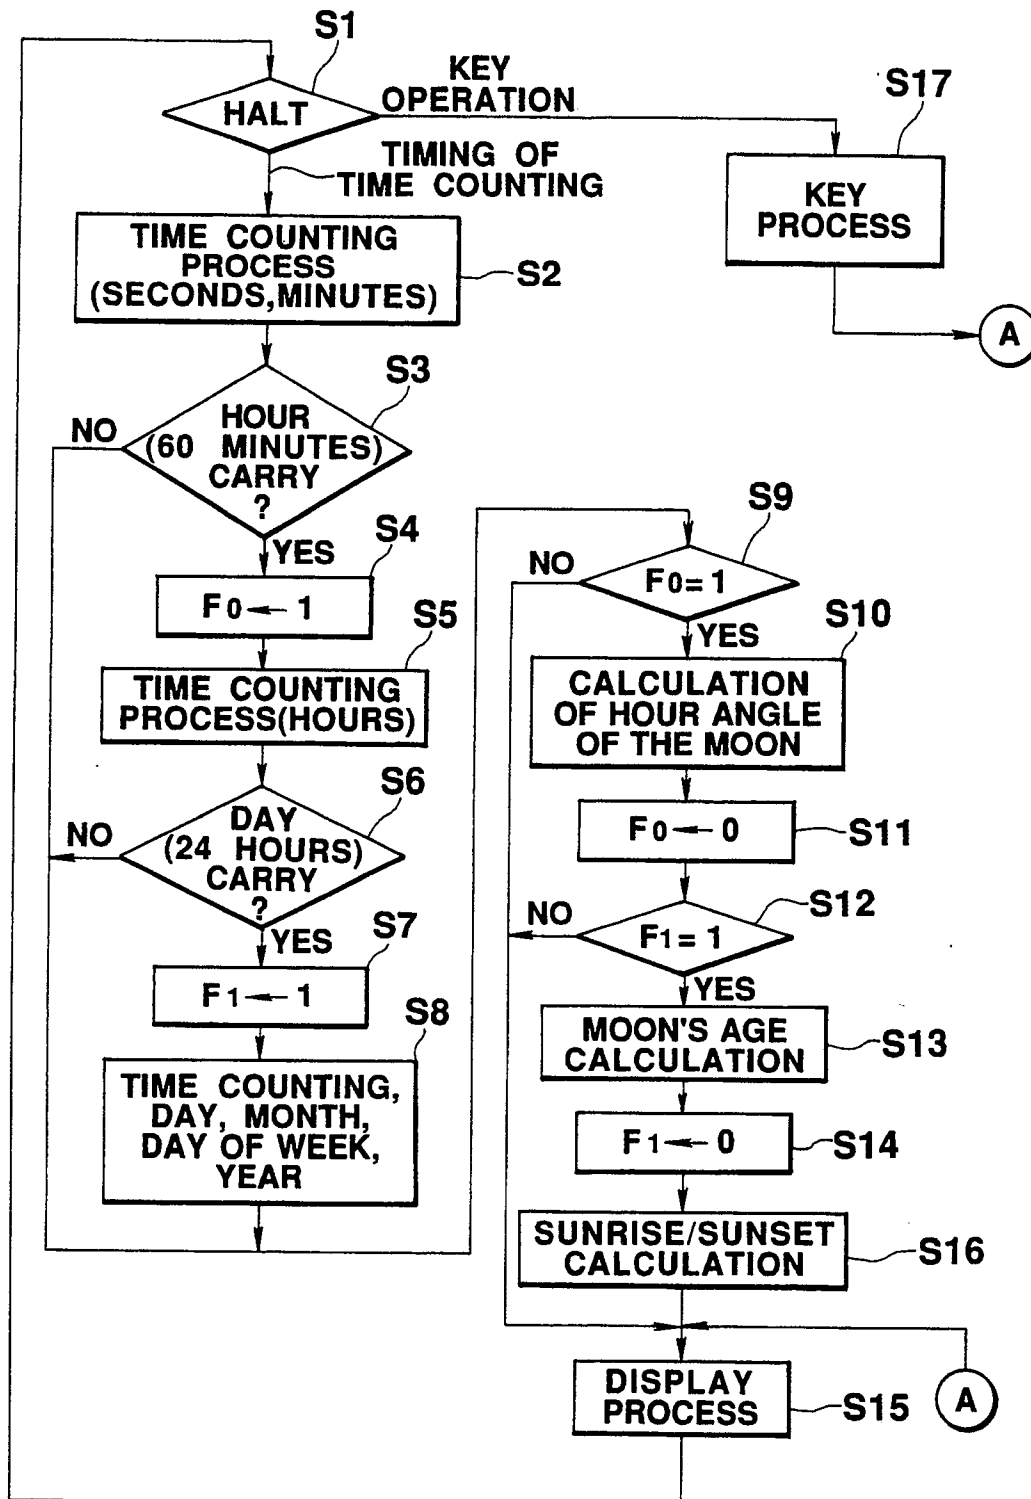 S1
HALT
KEY
OPERATION
S17
KEY
PROCESS
A
TIMING OF
TIME COUNTING
TIME COUNTING
PROCESS
(SECONDS,MINUTES)
S2
S3
NO
HOUR
(60 MINUTES)
CARRY
?
YES
S4
F0←1
S5
TIME COUNTING
PROCESS(HOURS)
S6
NO
DAY
(24 HOURS)
CARRY
?
YES
S7
F1←1
S8
TIME COUNTING,
DAY, MONTH,
DAY OF WEEK,
YEAR
S9
NO
F0=1
YES
S10
CALCULATION
OF HOUR ANGLE
OF THE MOON
F0←0
S11
S12
NO
F1=1
YES
MOON'S AGE
CALCULATION
S13
F1←0
S14
SUNRISE/SUNSET
CALCULATION
S16
DISPLAY
PROCESS
S15
A